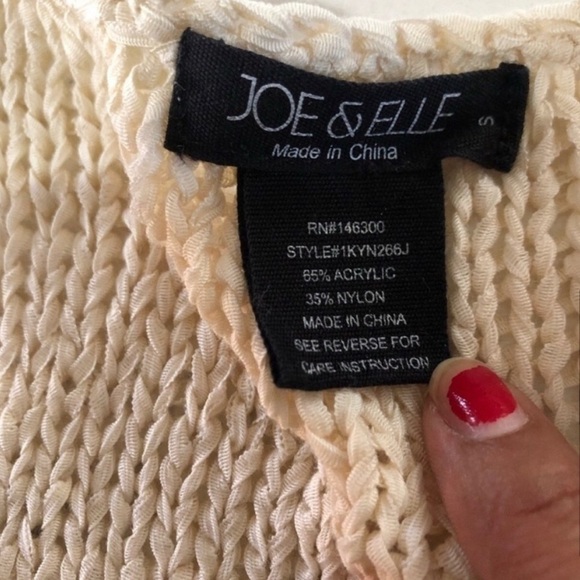 JOE & ELLE
S
Made in China
RN#146300
STYLE#1KYN266J
65% ACRYLIC
35% NYLON
MADE IN CHINA
SEE REVERSE FOR
CARE INSTRUCTION